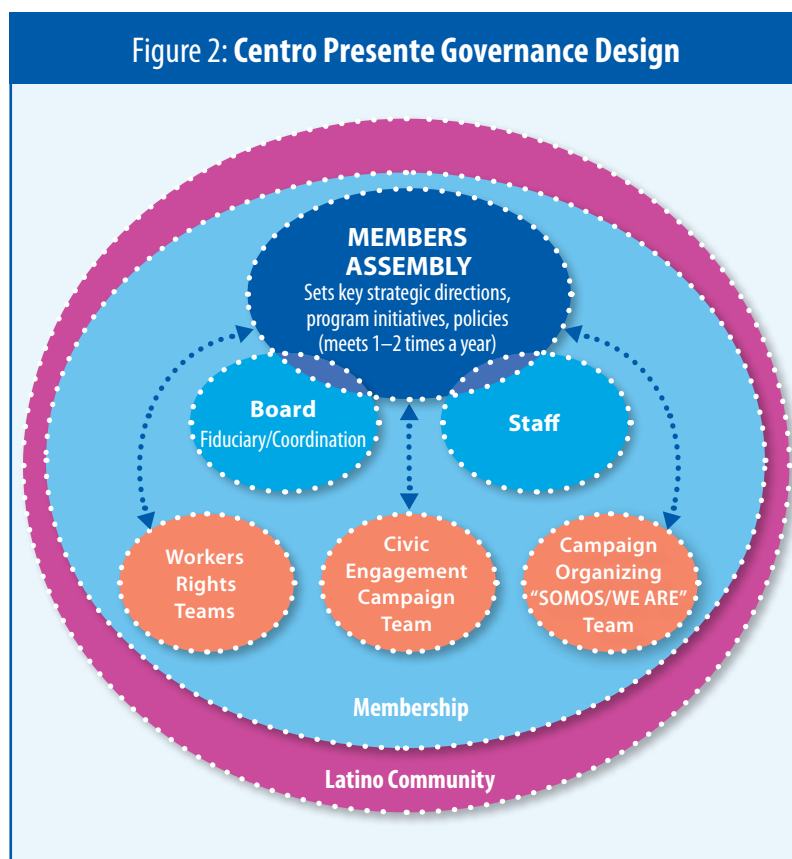 Figure 2: Centro Presente Governance Design
MEMBERS
ASSEMBLY
Sets key strategic directions,
program initiatives, policies
(meets 1–2 times a year)
Board
Fiduciary/Coordination
Staff
Workers
Rights
Teams
Civic
Engagement
Campaign
Team
Campaign
Organizing
“SOMOS/WE ARE”
Team
Membership
Latino Community